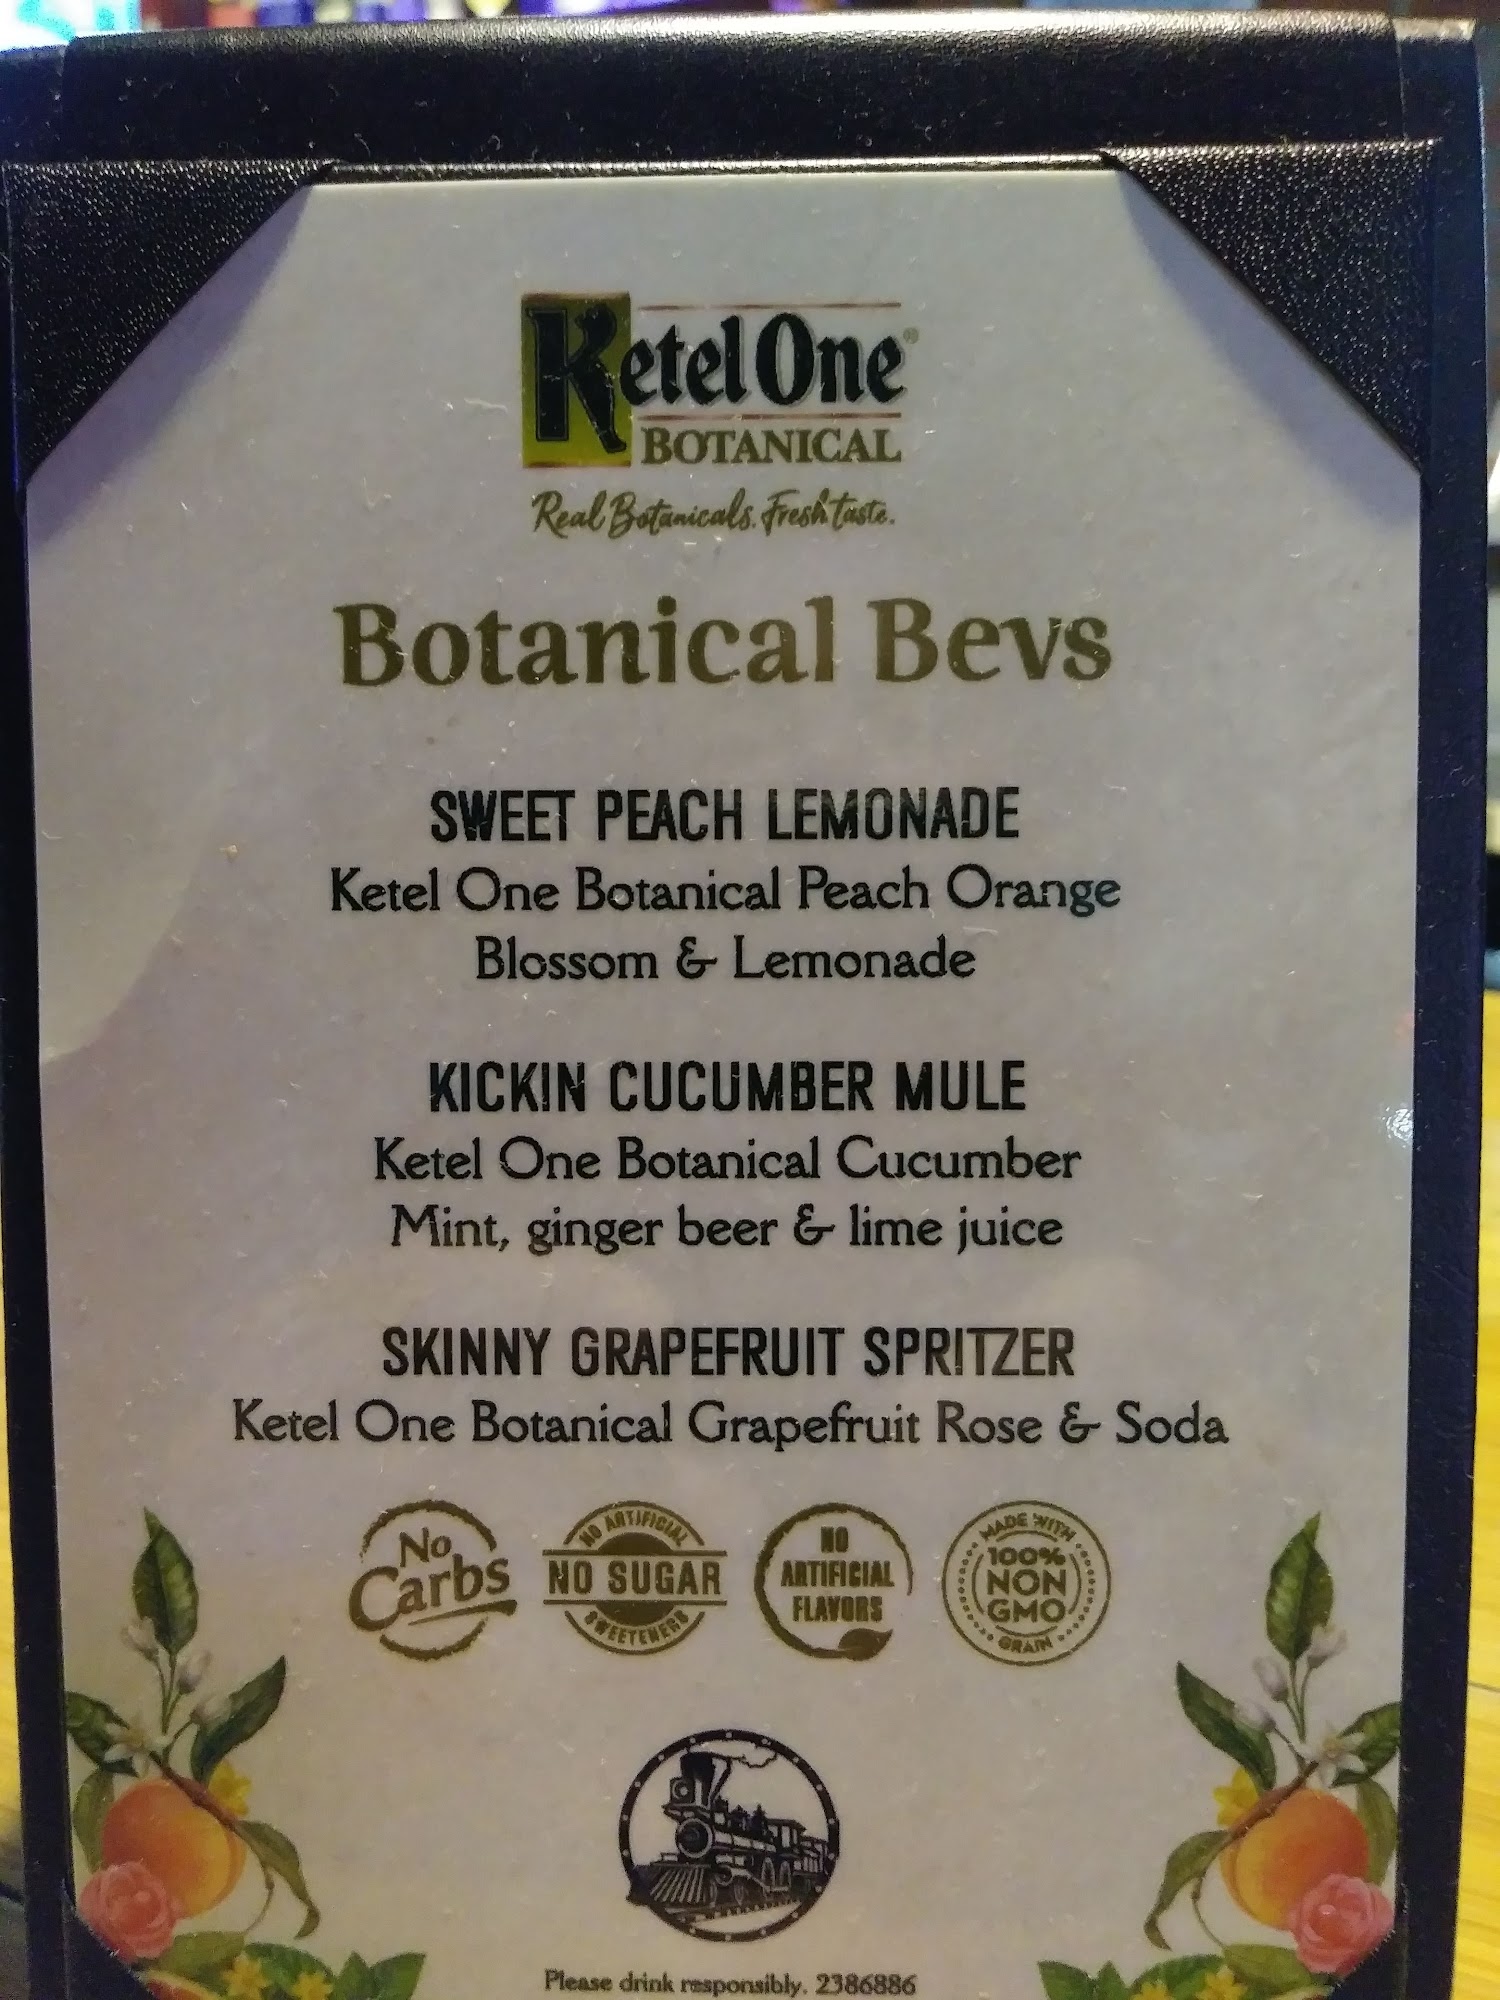 Ketel One®
BOTANICAL
Real Botanicals. Fresh taste.
Botanical Bevs
SWEET PEACH LEMONADE
Ketel One Botanical Peach Orange
Blossom & Lemonade
KICKIN CUCUMBER MULE
Ketel One Botanical Cucumber
Mint, ginger beer & lime juice
SKINNY GRAPEFRUIT SPRITZER
Ketel One Botanical Grapefruit Rose & Soda
No
Carbs
NO ARTIFICIAL
NO SUGAR
SWEETENERS
NO
ARTIFICIAL
FLAVORS
MADE WITH
100%
NON
GMO
GRAIN
Please drink responsibly. 2386886